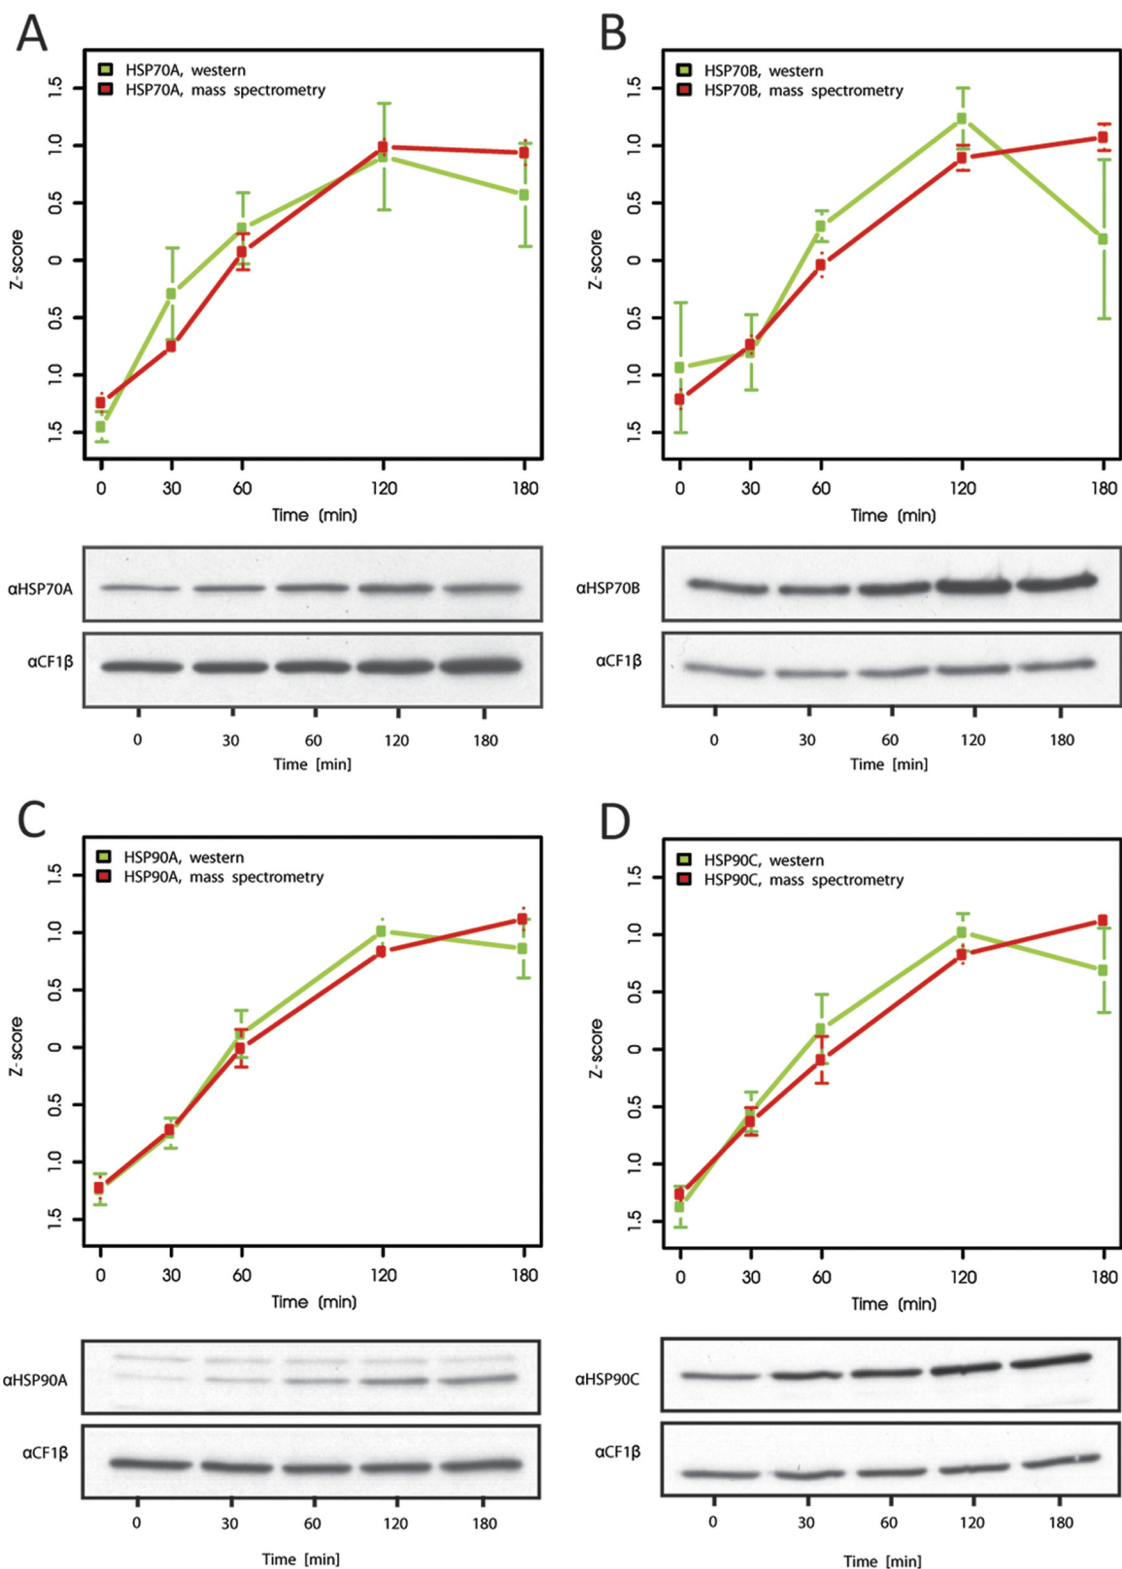 A
HSP70A, western
HSP70A, mass spectrometry
1.5
1.0
0.5
0
0.5
1.0
1.5
Z-score
0 30 60 120 180
Time [min]
αHSP70A
αCF1β
0 30 60 120 180
Time [min]
B
HSP70B, western
HSP70B, mass spectrometry
1.5
1.0
0.5
0
0.5
1.0
1.5
Z-score
0 30 60 120 180
Time [min]
αHSP70B
αCF1β
0 30 60 120 180
Time [min]
C
HSP90A, western
HSP90A, mass spectrometry
1.5
1.0
0.5
0
0.5
1.0
1.5
Z-score
0 30 60 120 180
Time [min]
αHSP90A
αCF1β
0 30 60 120 180
Time [min]
D
HSP90C, western
HSP90C, mass spectrometry
1.5
1.0
0.5
0
0.5
1.0
1.5
Z-score
0 30 60 120 180
Time [min]
αHSP90C
αCF1β
0 30 60 120 180
Time [min]